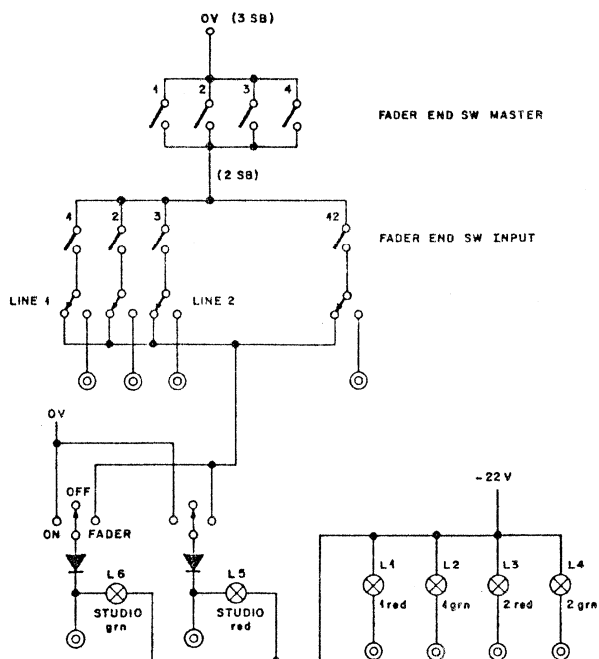 0V (3 SB)
1 2 3 4
FADER END SW MASTER
(2 SB)
1 2 3 12
FADER END SW INPUT
LINE 1 LINE 2
0V
-22V
OFF
ON FADER
L6 L5 L1 L2 L3 L4
STUDIO STUDIO 1 red 1 grn 2 red 2 grn
grn red